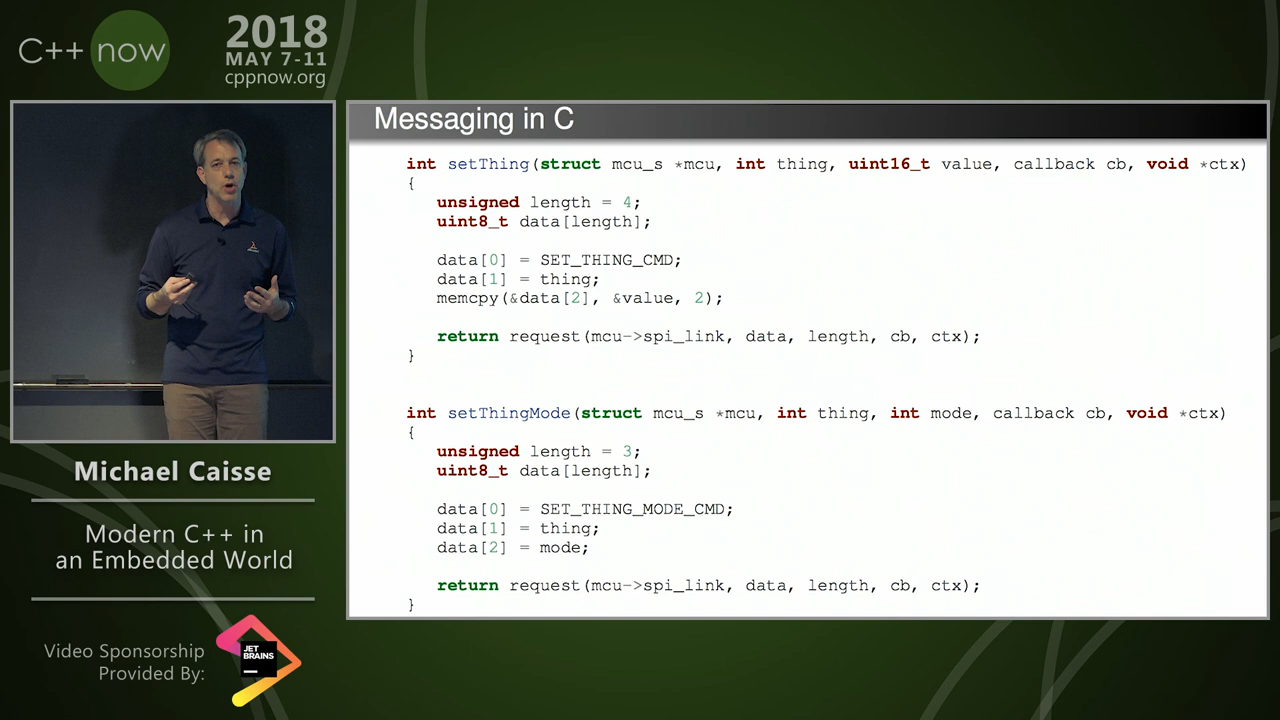 C++ now
2018
MAY 7-11
cppnow.org
Messaging in C
int setThing(struct mcu_s *mcu, int thing, uint16_t value, callback cb, void *ctx)
{
unsigned length = 4;
uint8_t data[length];
data[0] = SET_THING_CMD;
data[1] = thing;
memcpy(&data[2], &value, 2);
return request(mcu->spi_link, data, length, cb, ctx);
}
int setThingMode(struct mcu_s *mcu, int thing, int mode, callback cb, void *ctx)
{
unsigned length = 3;
uint8_t data[length];
data[0] = SET_THING_MODE_CMD;
data[1] = thing;
data[2] = mode;
return request(mcu->spi_link, data, length, cb, ctx);
}
Michael Caisse
Modern C++ in
an Embedded World
Video Sponsorship
Provided By:
JET
BRAINS